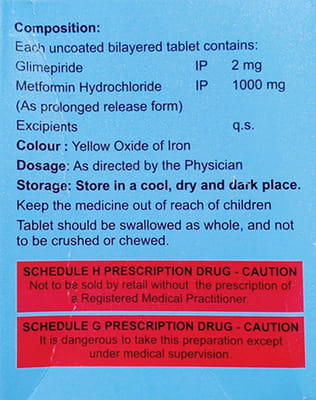 Composition:
Each uncoated bilayered tablet contains:
Glimepiride IP 2 mg
Metformin Hydrochloride IP 1000 mg
(As prolonged release form)
Excipients q.s.
Colour : Yellow Oxide of Iron
Dosage: As directed by the Physician
Storage: Store in a cool, dry and dark place.
Keep the medicine out of reach of children
Tablet should be swallowed as whole, and not
to be crushed or chewed.
SCHEDULE H PRESCRIPTION DRUG - CAUTION
Not to be sold by retail without the prescription of
a Registered Medical Practitioner.
SCHEDULE G PRESCRIPTION DRUG - CAUTION
It is dangerous to take this preparation except
under medical supervision.